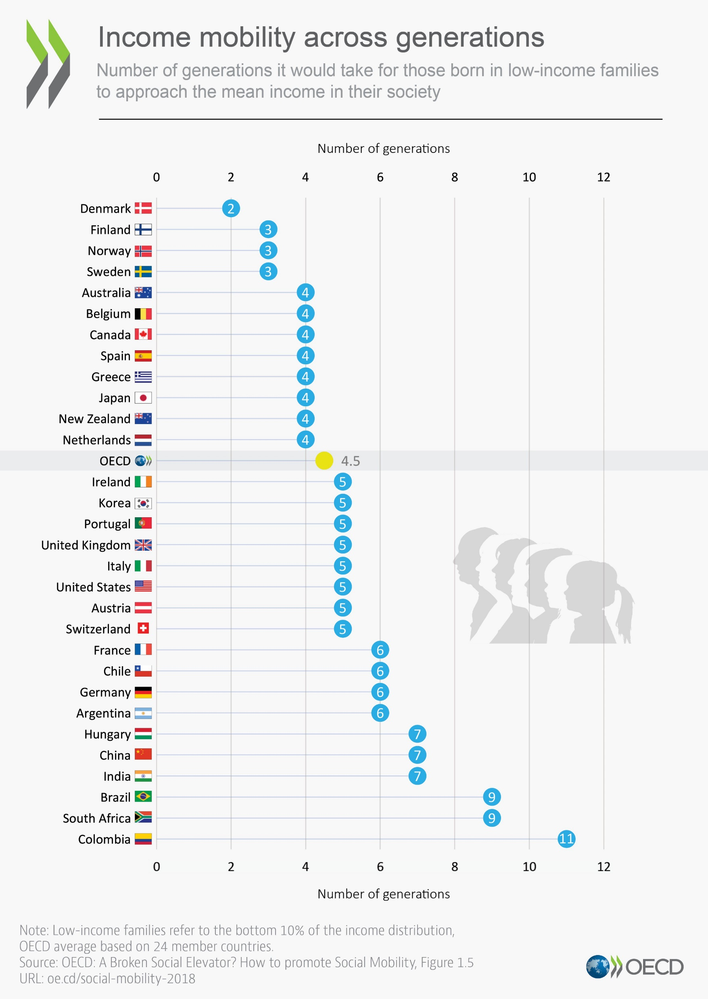 Income mobility across generations
Number of generations it would take for those born in low-income families
to approach the mean income in their society
Number of generations
0 2 4 6 8 10 12
Denmark 2
Finland 3
Norway 3
Sweden 3
Australia 4
Belgium 4
Canada 4
Spain 4
Greece 4
Japan 4
New Zealand 4
Netherlands 4
OECD 4.5
Ireland 5
Korea 5
Portugal 5
United Kingdom 5
Italy 5
United States 5
Austria 5
Switzerland 5
France 6
Chile 6
Germany 6
Argentina 6
Hungary 7
China 7
India 7
Brazil 9
South Africa 9
Colombia 11
0 2 4 6 8 10 12
Number of generations
Note: Low-income families refer to the bottom 10% of the income distribution,
OECD average based on 24 member countries.
Source: OECD: A Broken Social Elevator? How to promote Social Mobility, Figure 1.5
URL: oe.cd/social-mobility-2018
OECD